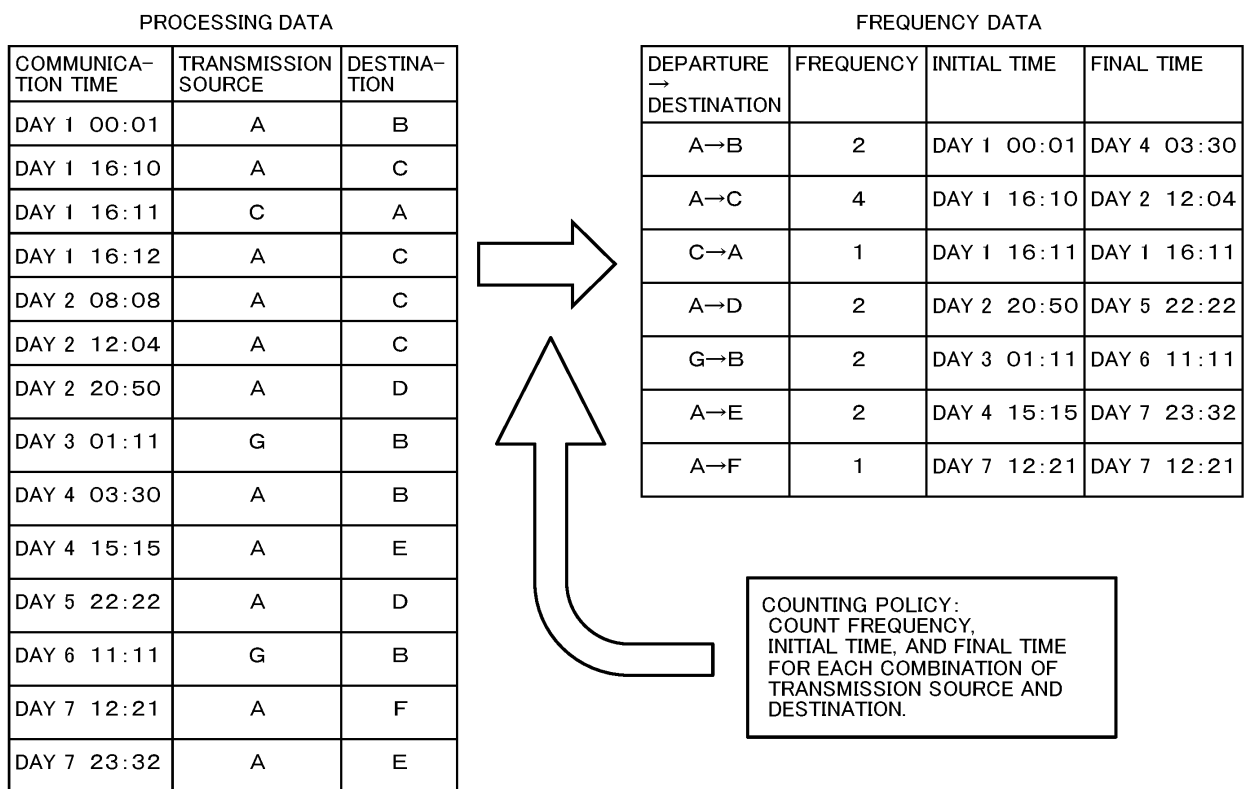 PROCESSING DATA
COMMUNICA-
TION TIME
TRANSMISSION
SOURCE
DESTINA-
TION
DAY 1 00:01 A B
DAY 1 16:10 A C
DAY 1 16:11 C A
DAY 1 16:12 A C
DAY 2 08:08 A C
DAY 2 12:04 A C
DAY 2 20:50 A D
DAY 3 01:11 G B
DAY 4 03:30 A B
DAY 4 15:15 A E
DAY 5 22:22 A D
DAY 6 11:11 G B
DAY 7 12:21 A F
DAY 7 23:32 A E
FREQUENCY DATA
DEPARTURE
→
DESTINATION
FREQUENCY
INITIAL TIME
FINAL TIME
A→B 2 DAY 1 00:01 DAY 4 03:30
A→C 4 DAY 1 16:10 DAY 2 12:04
C→A 1 DAY 1 16:11 DAY 1 16:11
A→D 2 DAY 2 20:50 DAY 5 22:22
G→B 2 DAY 3 01:11 DAY 6 11:11
A→E 2 DAY 4 15:15 DAY 7 23:32
A→F 1 DAY 7 12:21 DAY 7 12:21
COUNTING POLICY:
COUNT FREQUENCY,
INITIAL TIME, AND FINAL TIME
FOR EACH COMBINATION OF
TRANSMISSION SOURCE AND
DESTINATION.